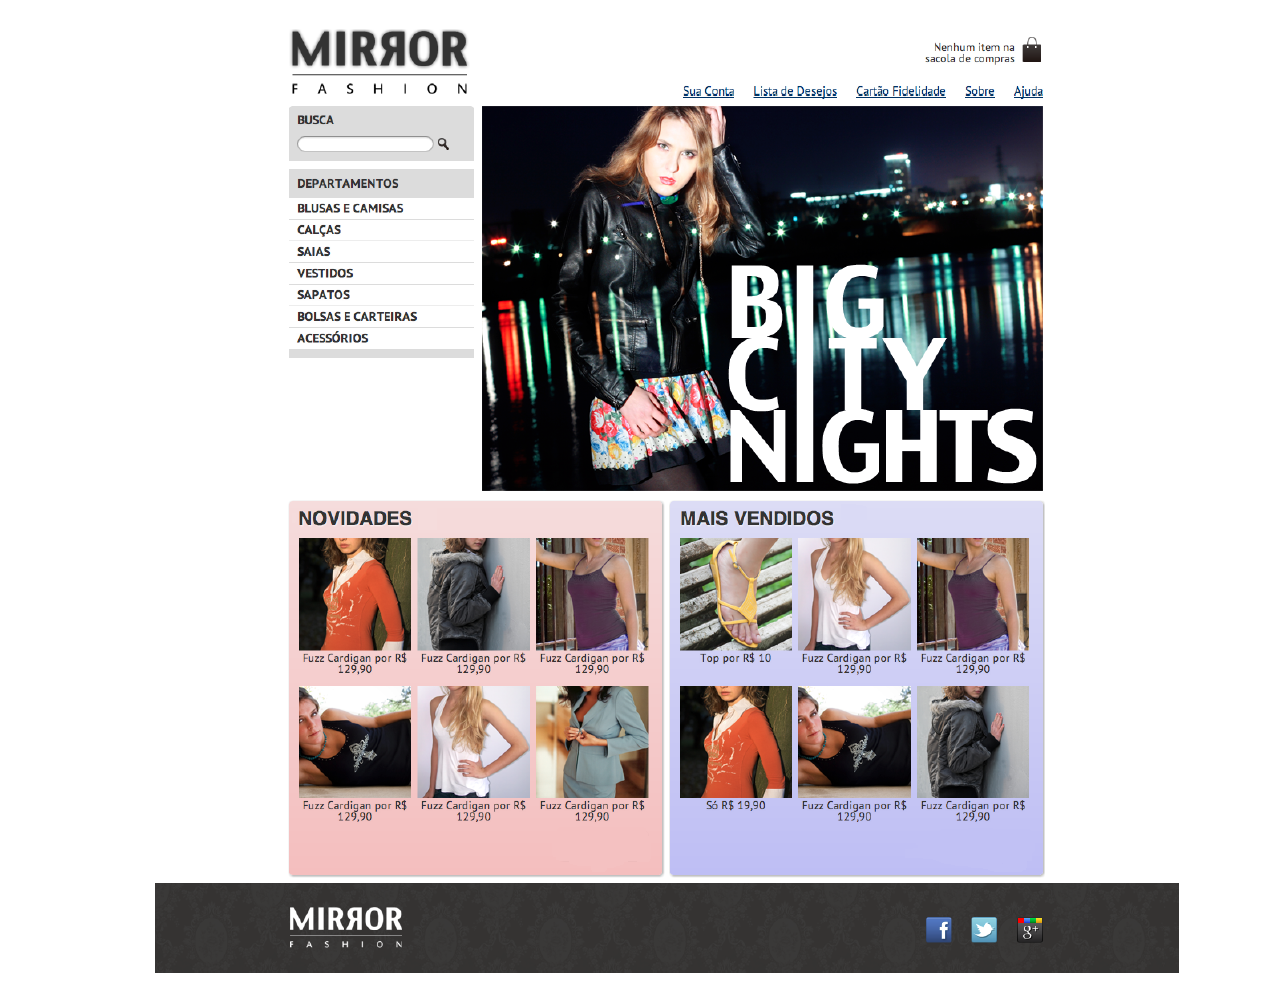 MIRЯOR
FASHION
Nenhum item na
sacola de compras
Sua Conta Lista de Desejos Cartão Fidelidade Sobre Ajuda
BUSCA
DEPARTAMENTOS
BLUSAS E CAMISAS
CALÇAS
SAIAS
VESTIDOS
SAPATOS
BOLSAS E CARTEIRAS
ACESSÓRIOS
BIG
CITY
NIGHTS
NOVIDADES
Fuzz Cardigan por R$
129,90
Fuzz Cardigan por R$
129,90
Fuzz Cardigan por R$
129,90
Fuzz Cardigan por R$
129,90
Fuzz Cardigan por R$
129,90
Fuzz Cardigan por R$
129,90
MAIS VENDIDOS
Top por R$ 10
Fuzz Cardigan por R$
129,90
Fuzz Cardigan por R$
129,90
Só R$ 19,90
Fuzz Cardigan por R$
129,90
Fuzz Cardigan por R$
129,90
MIRЯOR
FASHION
f
g+